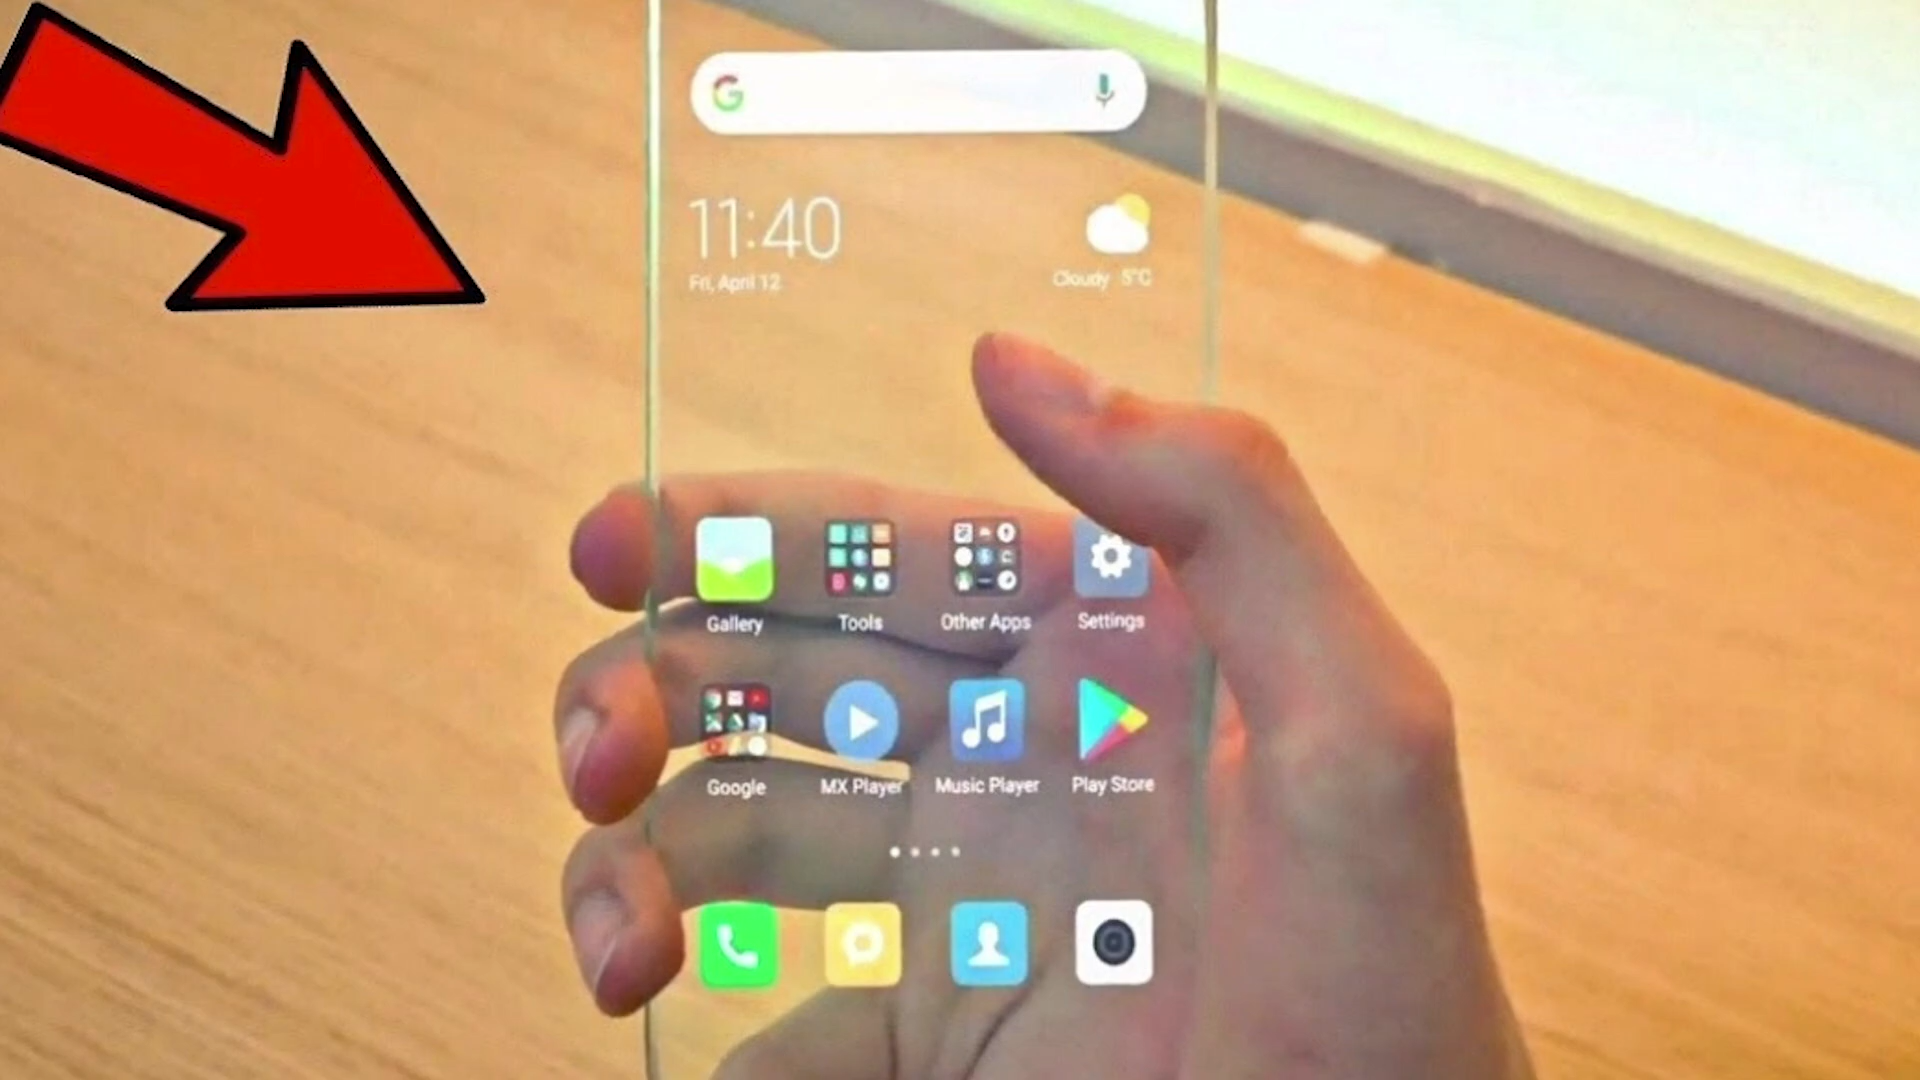 11:40
Fri, April 12
Cloudy 5°C
Gallery Tools Other Apps Settings
Google MX Player Music Player Play Store